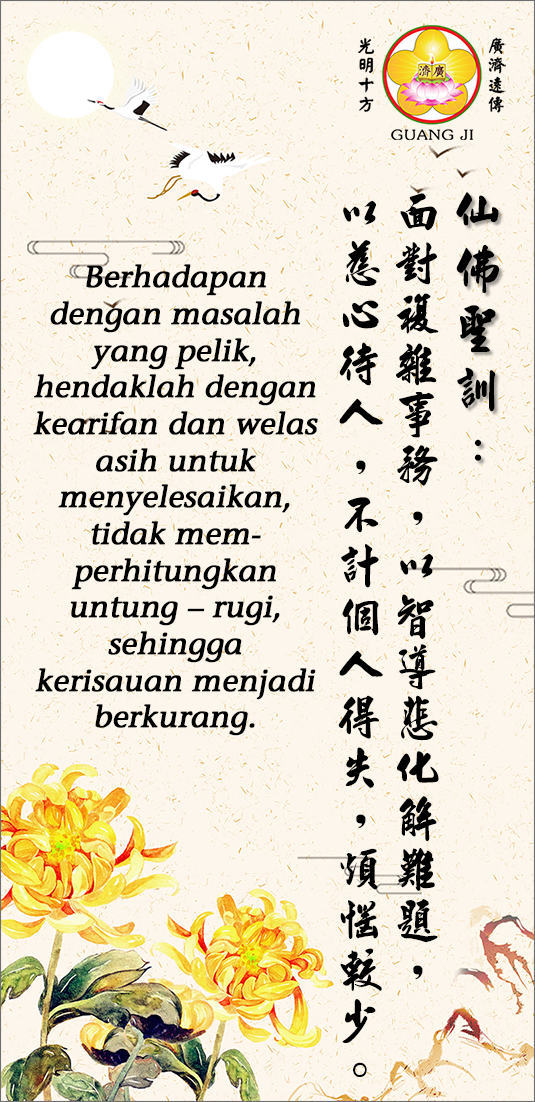 廣濟遠傳
光明十方
廣濟
GUANG JI
仙佛聖訓：
面對複雜事務，以智導悲化解難題，
以慈心待人，不計個人得失，煩惱較少。
Berhadapan
dengan masalah
yang pelik,
hendaklah dengan
kearifan dan welas
asih untuk
menyelesaikan,
tidak mem-
perhitungkan
untung – rugi,
sehingga
kerisauan menjadi
berkurang.